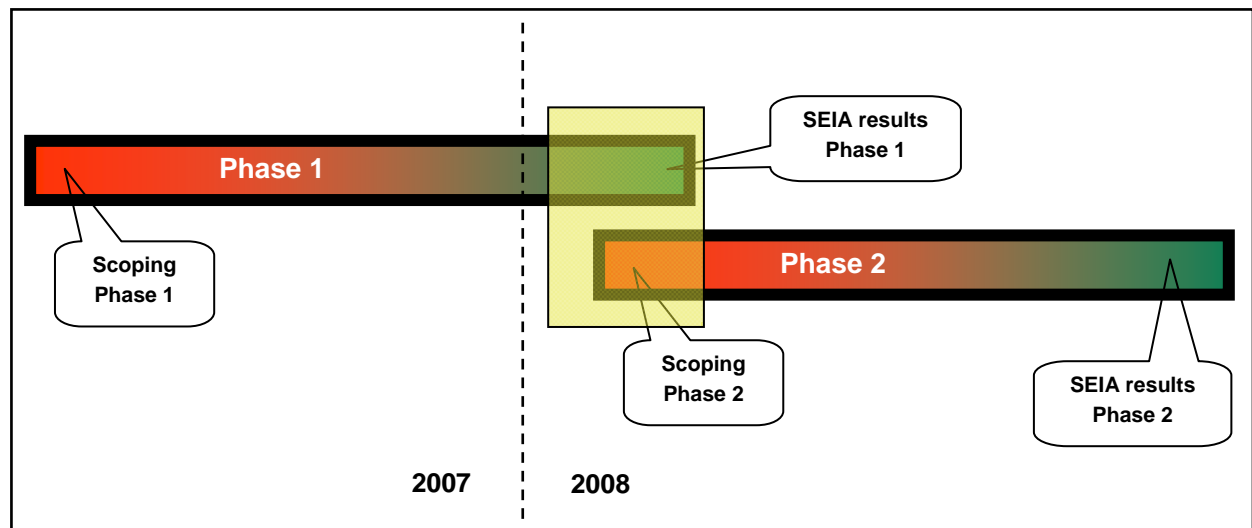 SEIA results
Phase 1
Phase 1
Scoping
Phase 1
Phase 2
Scoping
Phase 2
SEIA results
Phase 2
2007
2008